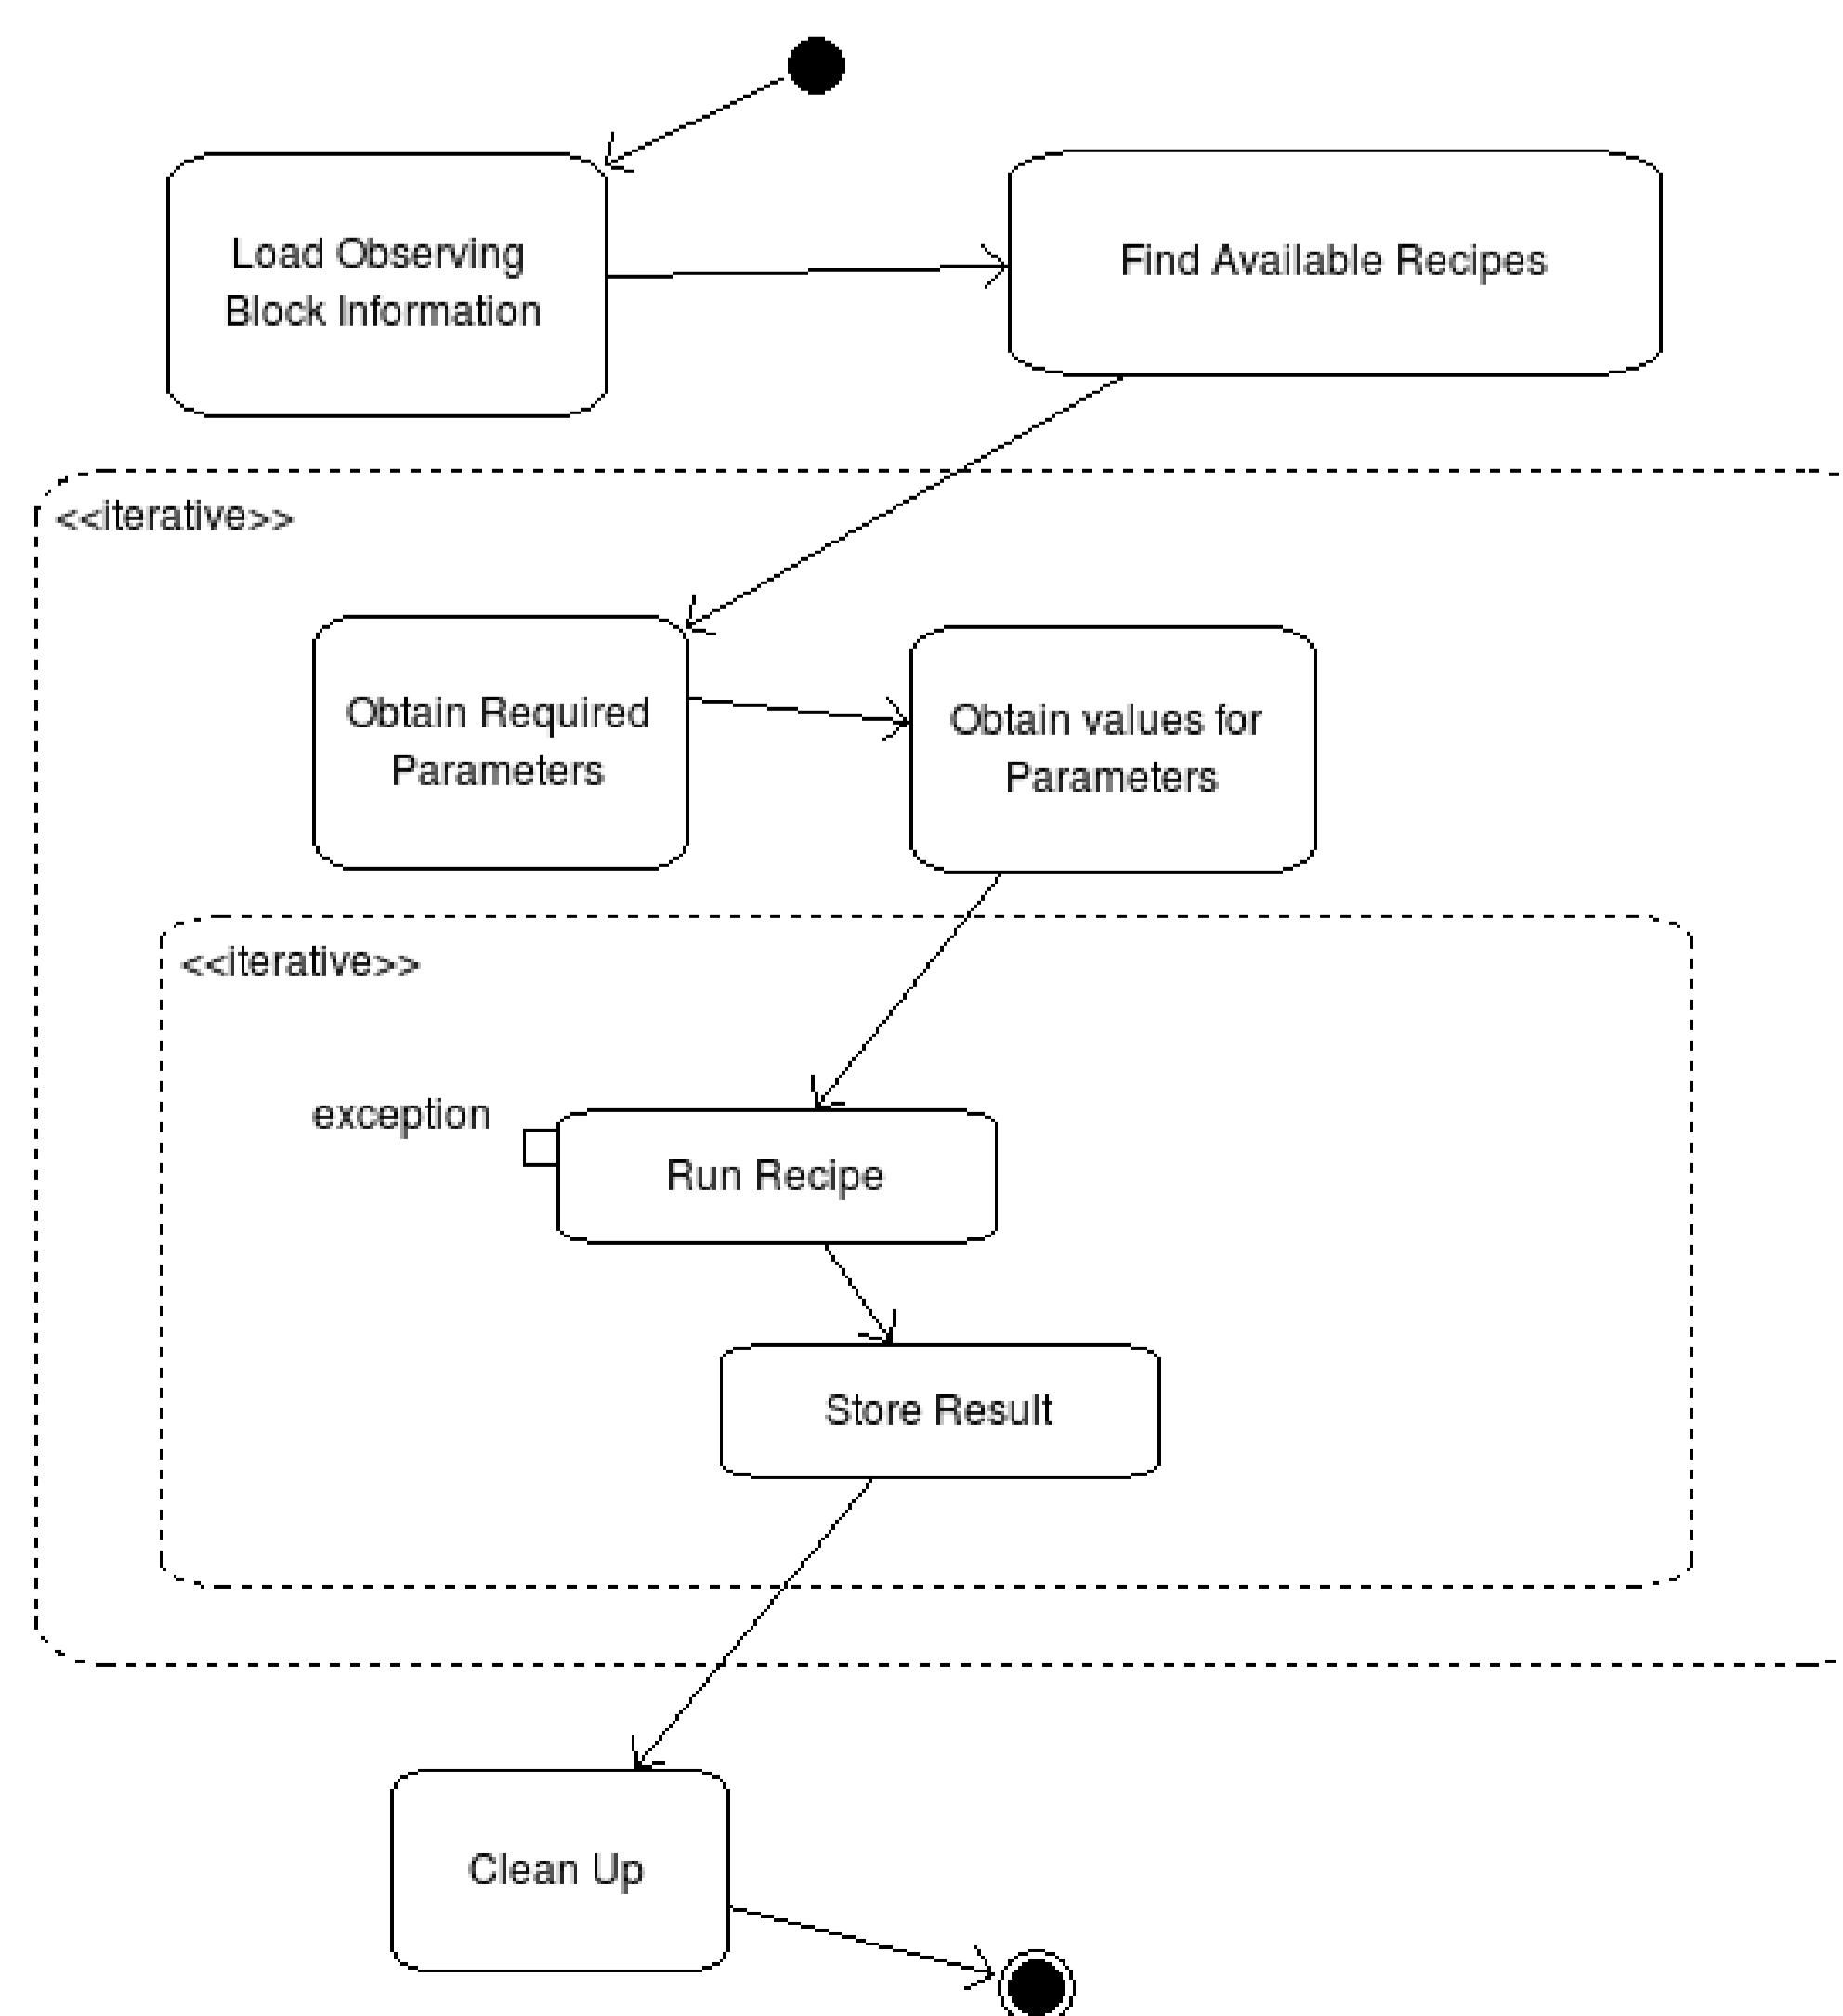 Load Observing
Block Information
Find Available Recipes
<<iterative>>
Obtain Required
Parameters
Obtain values for
Parameters
<<iterative>>
exception
Run Recipe
Store Result
Clean Up